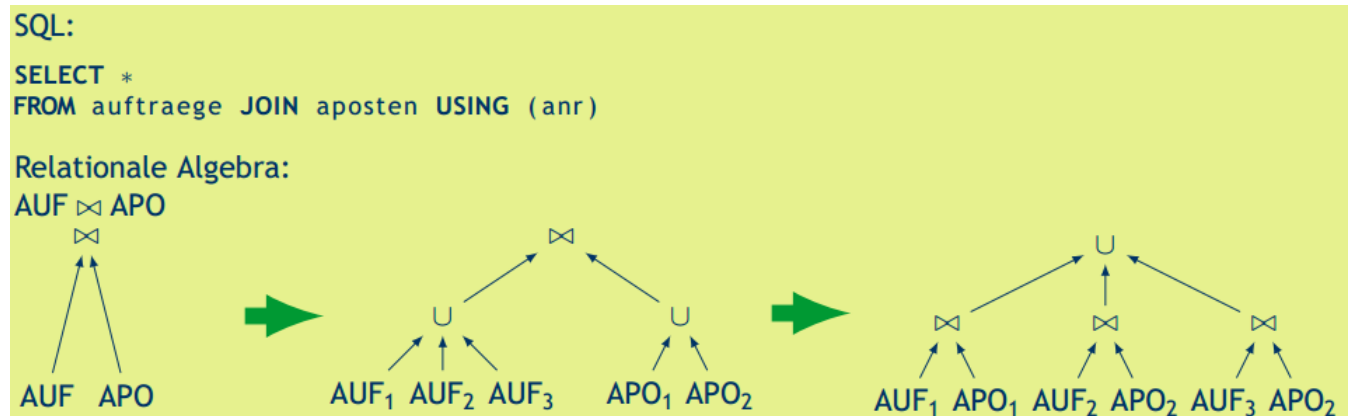 SQL:
SELECT *
FROM auftraege JOIN aposten USING (anr)
Relationale Algebra:
AUF ⋈ APO
⋈ ⋈ ∪
∪ ∪ ⋈ ⋈ ⋈
AUF APO AUF₁ AUF₂ AUF₃ APO₁ APO₂ AUF₁ APO₁ AUF₂ APO₂ AUF₃ APO₂